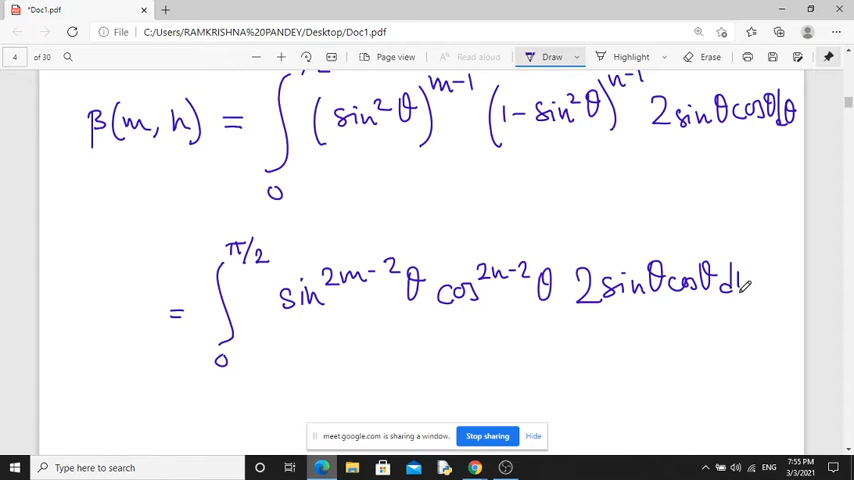 *Doc1.pdf
File | C:/Users/RAMKRISHNA%20PANDEY/Desktop/Doc1.pdf
4 of 30 Page view Read aloud Draw Highlight Erase
π/2
β(m, n) = ∫₀ (sin²θ)^(m-1) (1-sin²θ)^(n-1) 2sinθcosθdθ
= ∫₀^(π/2) sin^(2m-2)θ cos^(2n-2)θ 2sinθcosθ d
meet.google.com is sharing a window. Stop sharing Hide
Type here to search
ENG
7:55 PM
3/3/2021